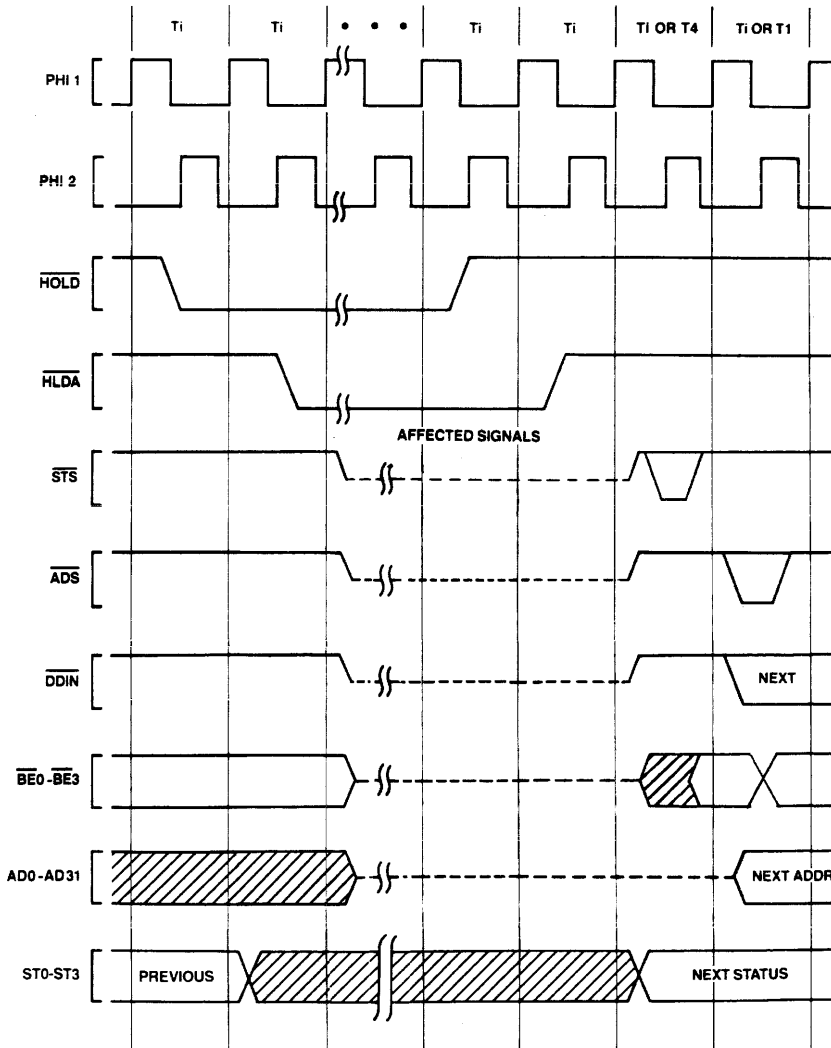 Ti Ti • • • Ti Ti TI OR T4 Ti OR T1
PHI 1
PHI 2
HOLD
HLDA
AFFECTED SIGNALS
STS
ADS
DDIN NEXT
BE0-BE3
AD0-AD31 NEXT ADDR
ST0-ST3 PREVIOUS NEXT STATUS